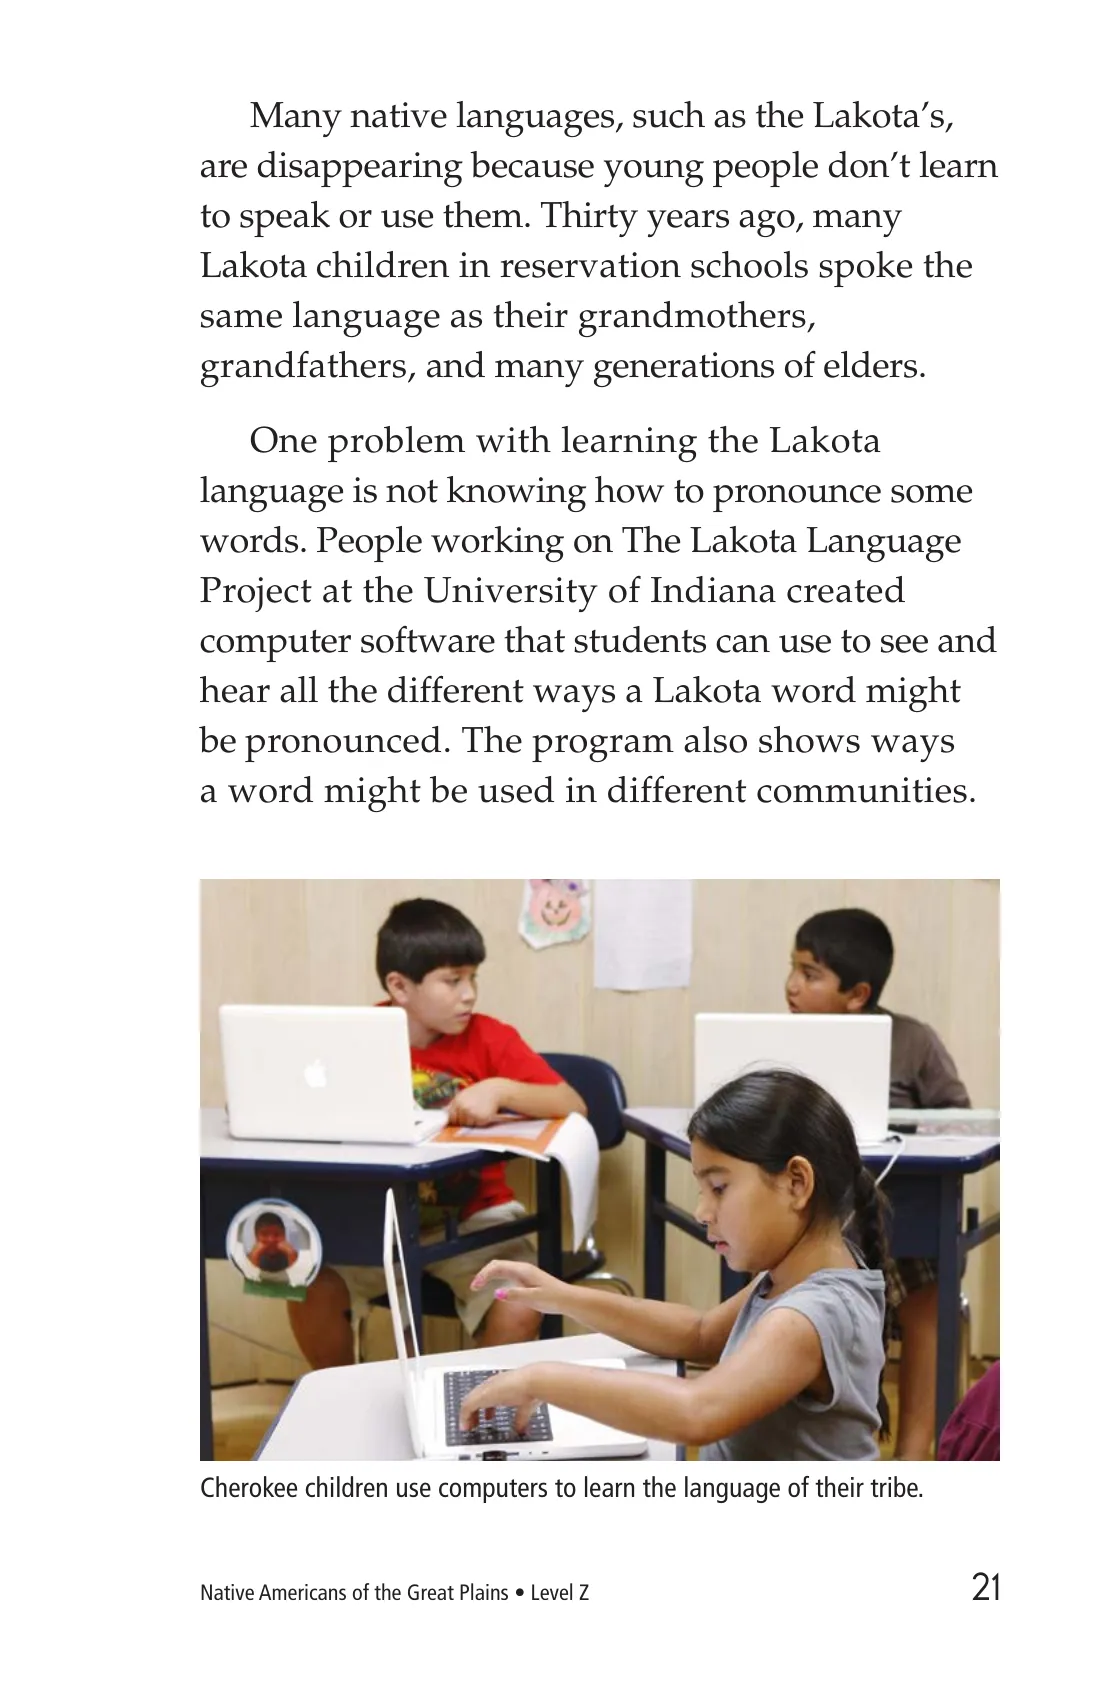 Many native languages, such as the Lakota’s,
are disappearing because young people don’t learn
to speak or use them. Thirty years ago, many
Lakota children in reservation schools spoke the
same language as their grandmothers,
grandfathers, and many generations of elders.
One problem with learning the Lakota
language is not knowing how to pronounce some
words. People working on The Lakota Language
Project at the University of Indiana created
computer software that students can use to see and
hear all the different ways a Lakota word might
be pronounced. The program also shows ways
a word might be used in different communities.
Cherokee children use computers to learn the language of their tribe.
Native Americans of the Great Plains • Level Z
21